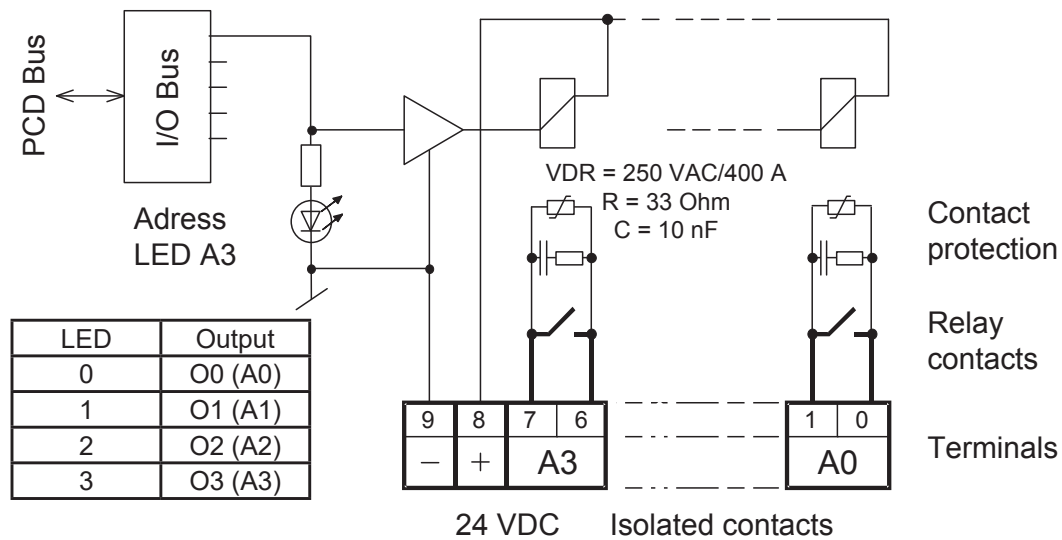 PCD Bus
I/O Bus
Adress
LED A3
VDR = 250 VAC/400 A
R = 33 Ohm
C = 10 nF
Contact
protection
Relay
contacts
LED Output
0 O0 (A0)
1 O1 (A1)
2 O2 (A2)
3 O3 (A3)
9 8 7 6 1 0
− + A3 A0
Terminals
24 VDC Isolated contacts